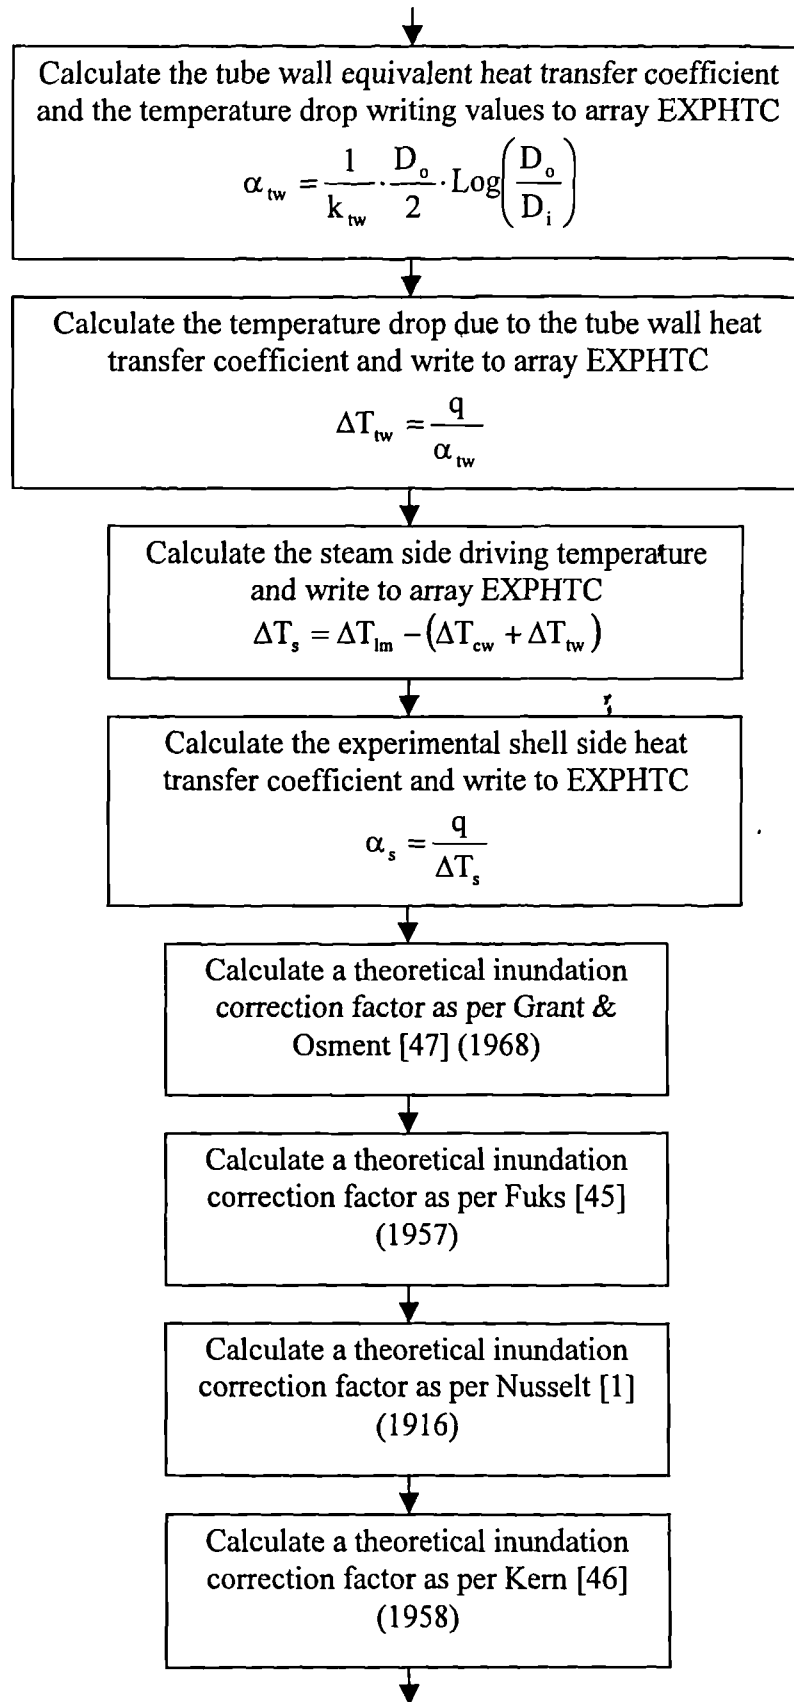 Calculate the tube wall equivalent heat transfer coefficient
and the temperature drop writing values to array EXPHTC
α_tw = 1/k_tw · D_o/2 · Log(D_o/D_i)
Calculate the temperature drop due to the tube wall heat
transfer coefficient and write to array EXPHTC
ΔT_tw = q/α_tw
Calculate the steam side driving temperature
and write to array EXPHTC
ΔT_s = ΔT_lm − (ΔT_cw + ΔT_tw)
Calculate the experimental shell side heat
transfer coefficient and write to EXPHTC
α_s = q/ΔT_s
Calculate a theoretical inundation
correction factor as per Grant &
Osment [47] (1968)
Calculate a theoretical inundation
correction factor as per Fuks [45]
(1957)
Calculate a theoretical inundation
correction factor as per Nusselt [1]
(1916)
Calculate a theoretical inundation
correction factor as per Kern [46]
(1958)